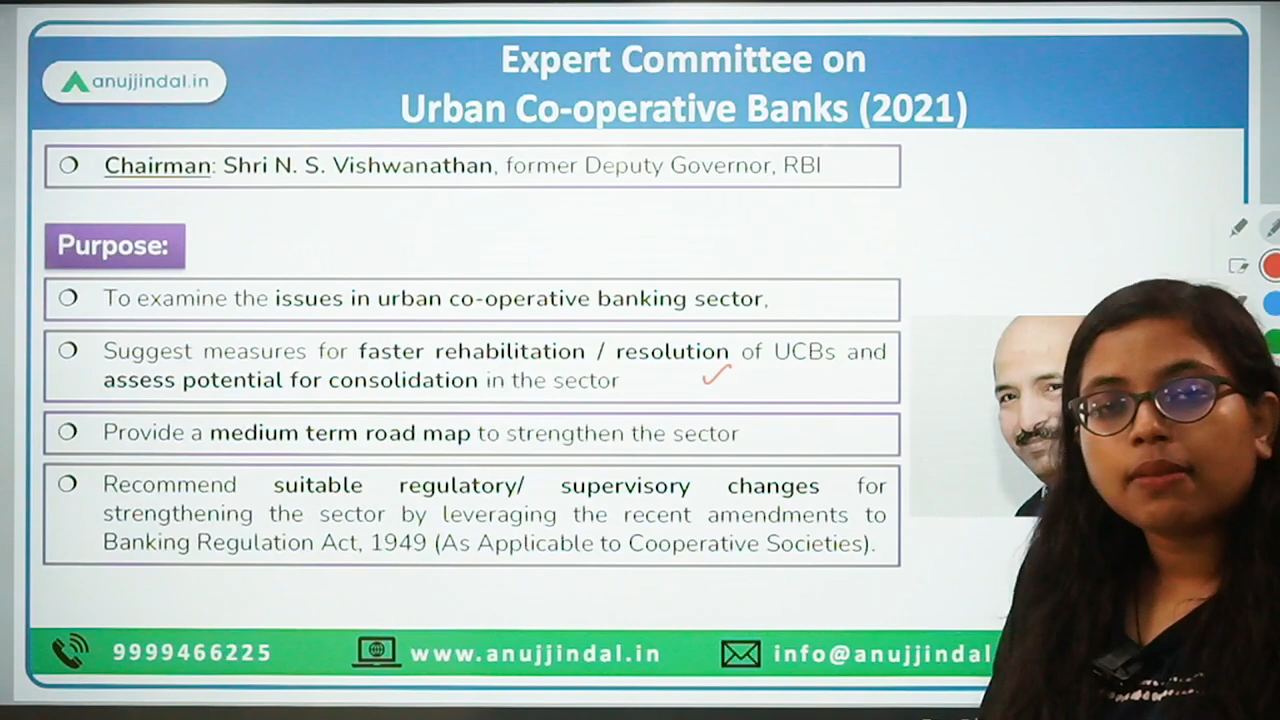 Expert Committee on
Urban Co-operative Banks (2021)
anujjindal.in
Chairman: Shri N. S. Vishwanathan, former Deputy Governor, RBI
Purpose:
To examine the issues in urban co-operative banking sector,
Suggest measures for faster rehabilitation / resolution of UCBs and
assess potential for consolidation in the sector
Provide a medium term road map to strengthen the sector
Recommend suitable regulatory/ supervisory changes for
strengthening the sector by leveraging the recent amendments to
Banking Regulation Act, 1949 (As Applicable to Cooperative Societies).
9999466225
www.anujjindal.in
info@anujjindal